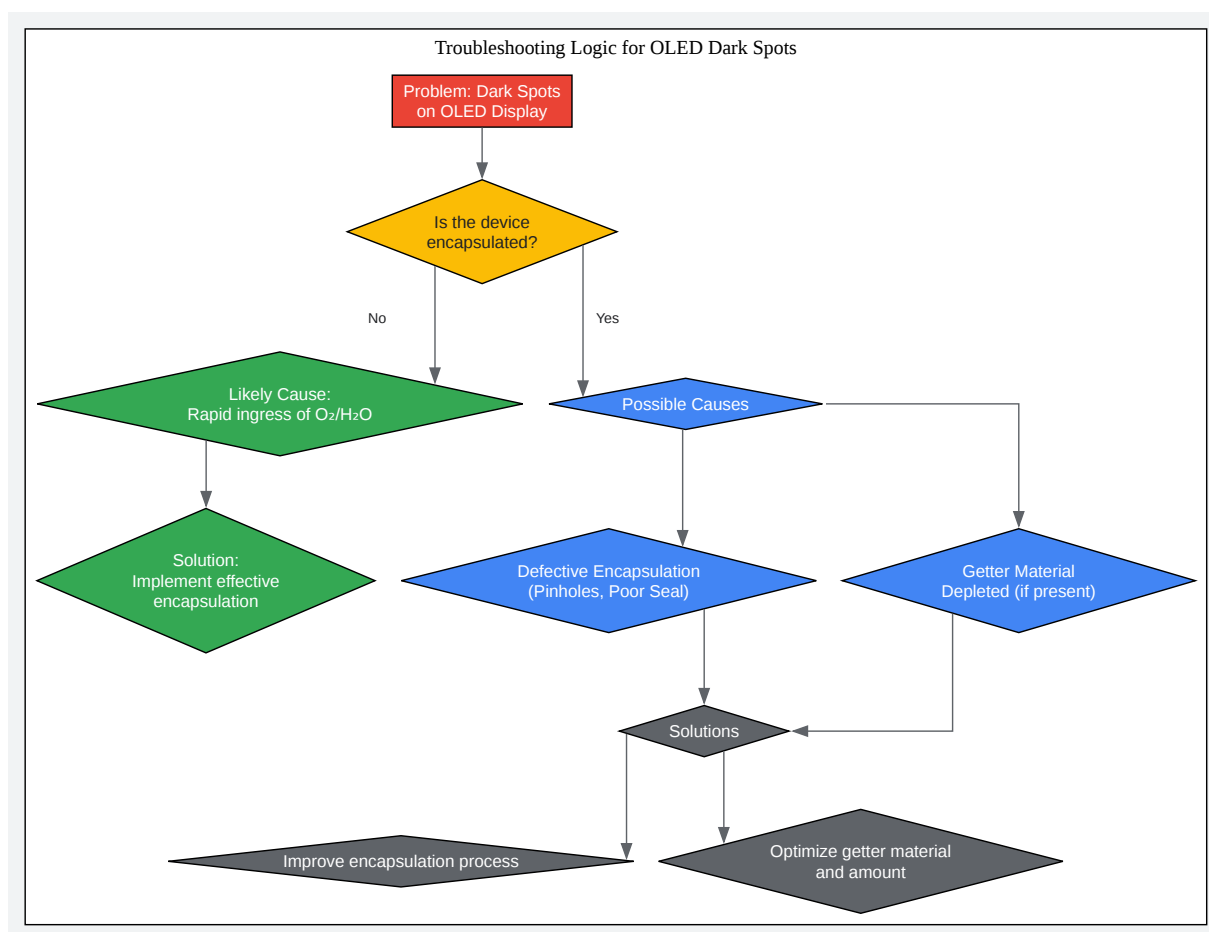 Troubleshooting Logic for OLED Dark Spots
Problem: Dark Spots
on OLED Display
Is the device
encapsulated?
No
Yes
Likely Cause:
Rapid ingress of O₂/H₂O
Possible Causes
Solution:
Implement effective
encapsulation
Defective Encapsulation
(Pinholes, Poor Seal)
Getter Material
Depleted (if present)
Solutions
Improve encapsulation process
Optimize getter material
and amount